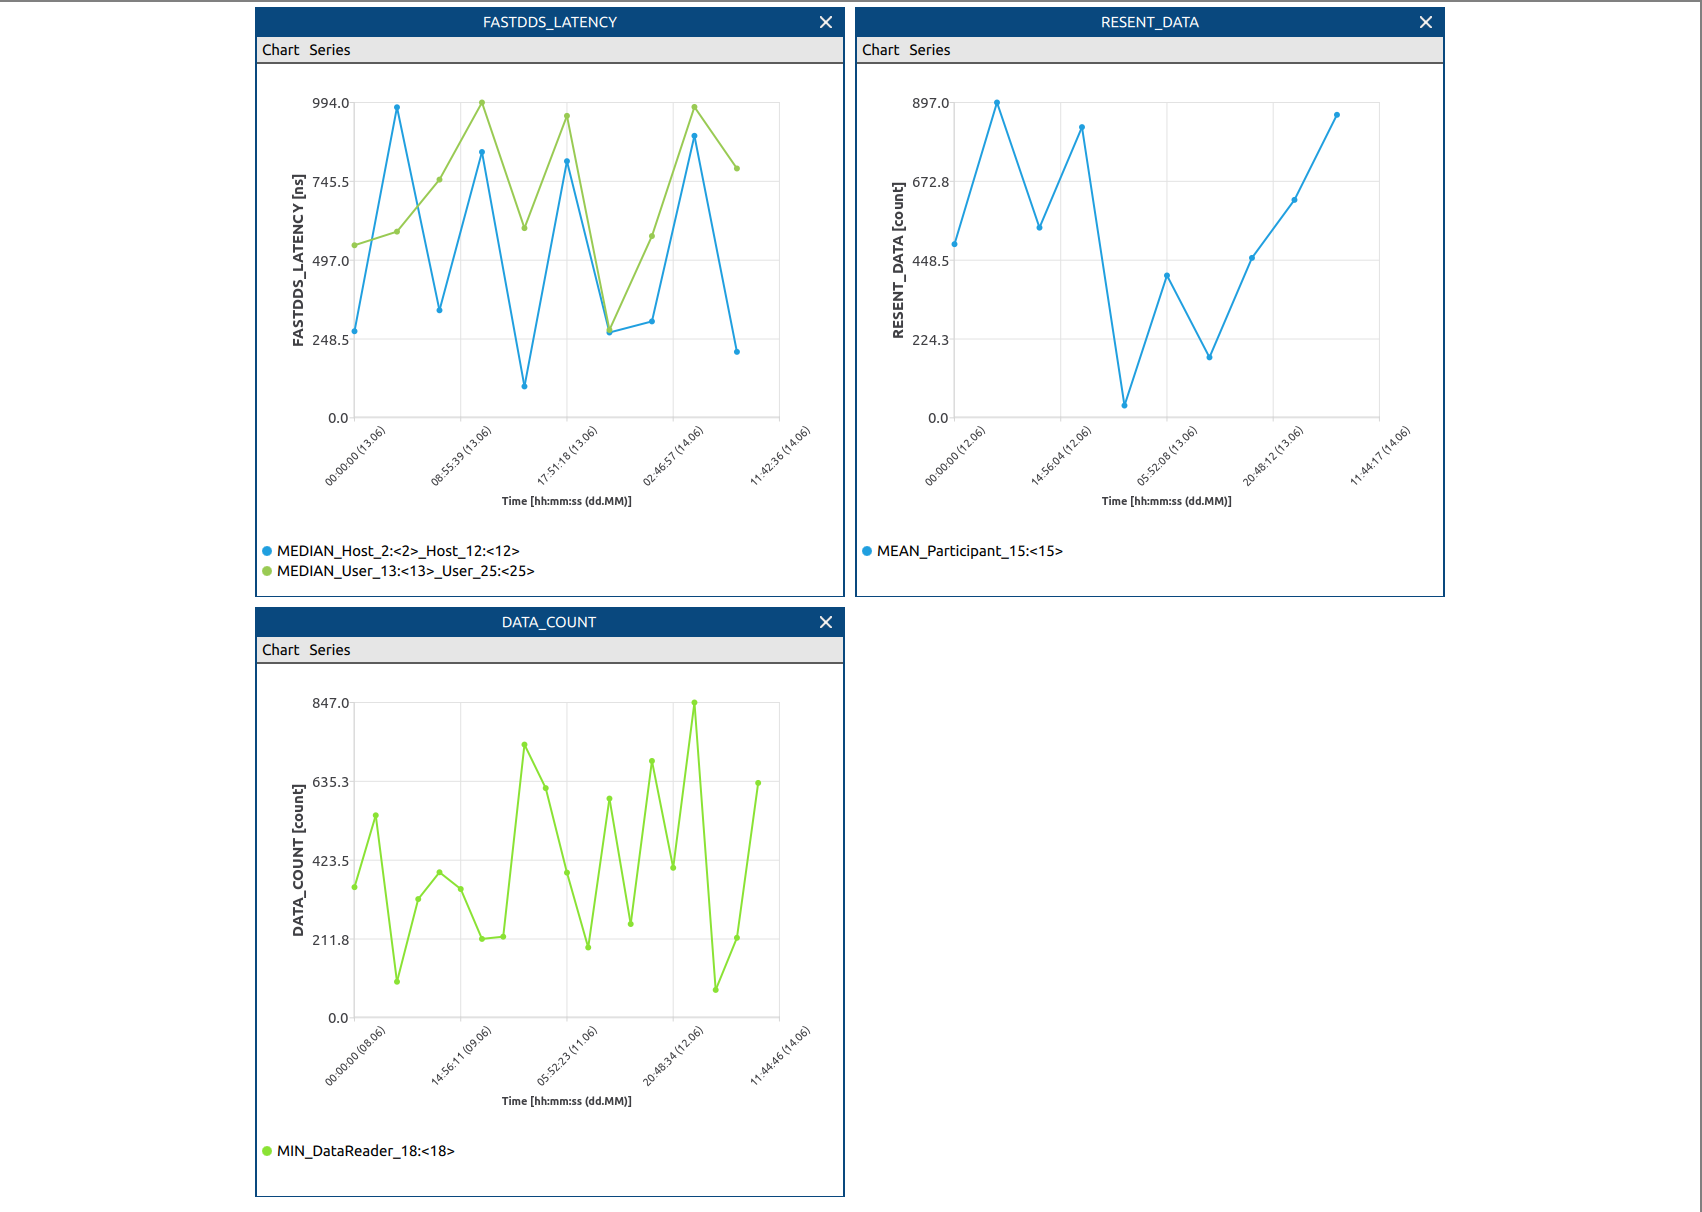 FASTDDS_LATENCY
Chart Series
FASTDDS_LATENCY [ns]
994.0
745.5
497.0
248.5
0.0
00:00:00 (13.06)
08:55:39 (13.06)
17:51:18 (13.06)
02:46:57 (14.06)
11:42:36 (14.06)
Time [hh:mm:ss (dd.MM)]
MEDIAN_Host_2:<2>_Host_12:<12>
MEDIAN_User_13:<13>_User_25:<25>
RESENT_DATA
Chart Series
RESENT_DATA [count]
897.0
672.8
448.5
224.3
0.0
00:00:00 (12.06)
14:56:04 (12.06)
05:52:08 (13.06)
20:48:12 (13.06)
11:44:17 (14.06)
Time [hh:mm:ss (dd.MM)]
MEAN_Participant_15:<15>
DATA_COUNT
Chart Series
DATA_COUNT [count]
847.0
635.3
423.5
211.8
0.0
00:00:00 (08.06)
14:56:11 (09.06)
05:52:23 (11.06)
20:48:34 (12.06)
11:44:46 (14.06)
Time [hh:mm:ss (dd.MM)]
MIN_DataReader_18:<18>